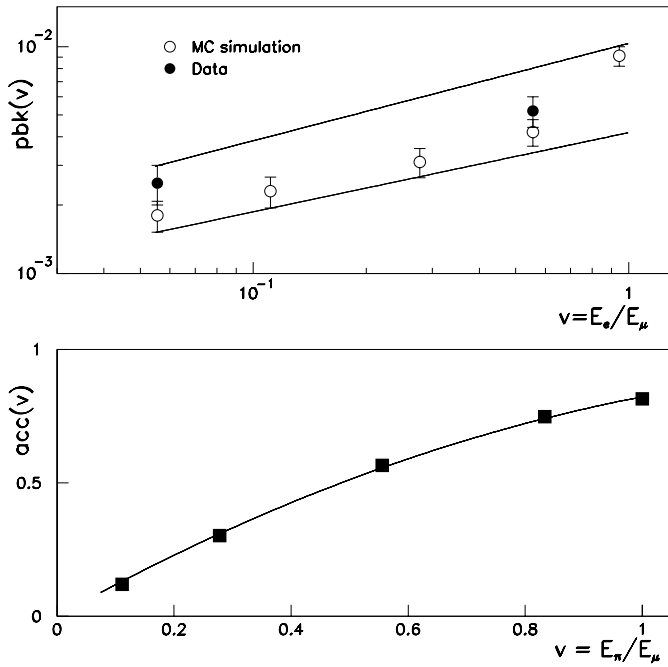 pbk(v)
10⁻²
MC simulation
Data
10⁻³
10⁻¹
1
v=Eₑ/E_μ
acc(v)
1
0.5
0
0
0.2
0.4
0.6
0.8
1
v = E_π/E_μ